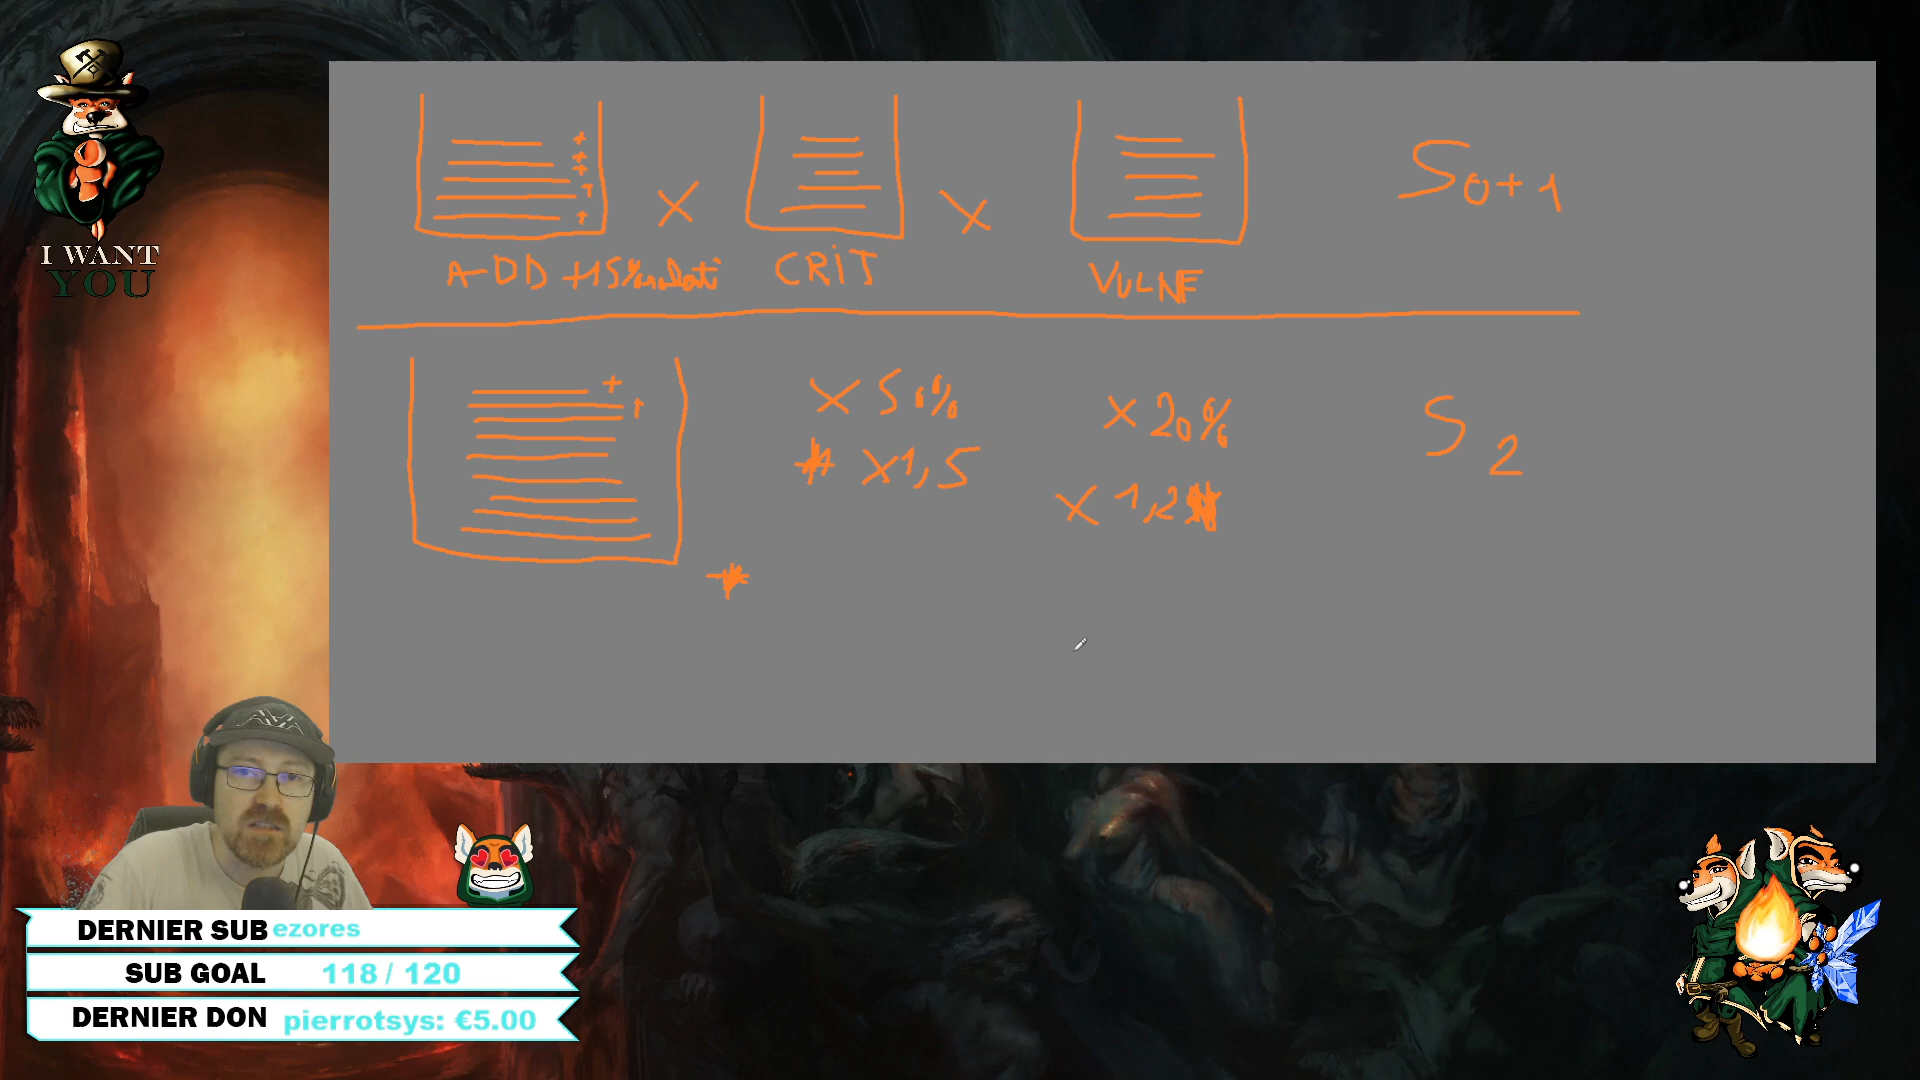 I WANT
YOU
+
+
+
+
+
X
X
S0+1
ADD +15%
CRiT
VULNE
+
+
X 50%
X 1,5
X 20%
X 1,2
S2
DERNIER SUB ezores
SUB GOAL 118 / 120
DERNIER DON pierrotsys: €5.00